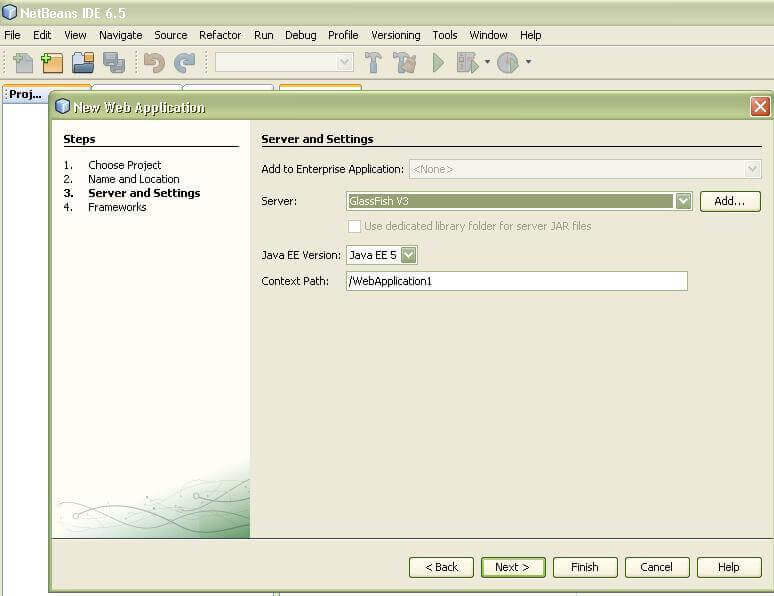 NetBeans IDE 6.5
File Edit View Navigate Source Refactor Run Debug Profile Versioning Tools Window Help
Proj...
New Web Application
Steps
1. Choose Project
2. Name and Location
3. Server and Settings
4. Frameworks
Server and Settings
Add to Enterprise Application: <None>
Server: GlassFish V3 Add...
Use dedicated library folder for server JAR files
Java EE Version: Java EE 5
Context Path: /WebApplication1
< Back Next > Finish Cancel Help